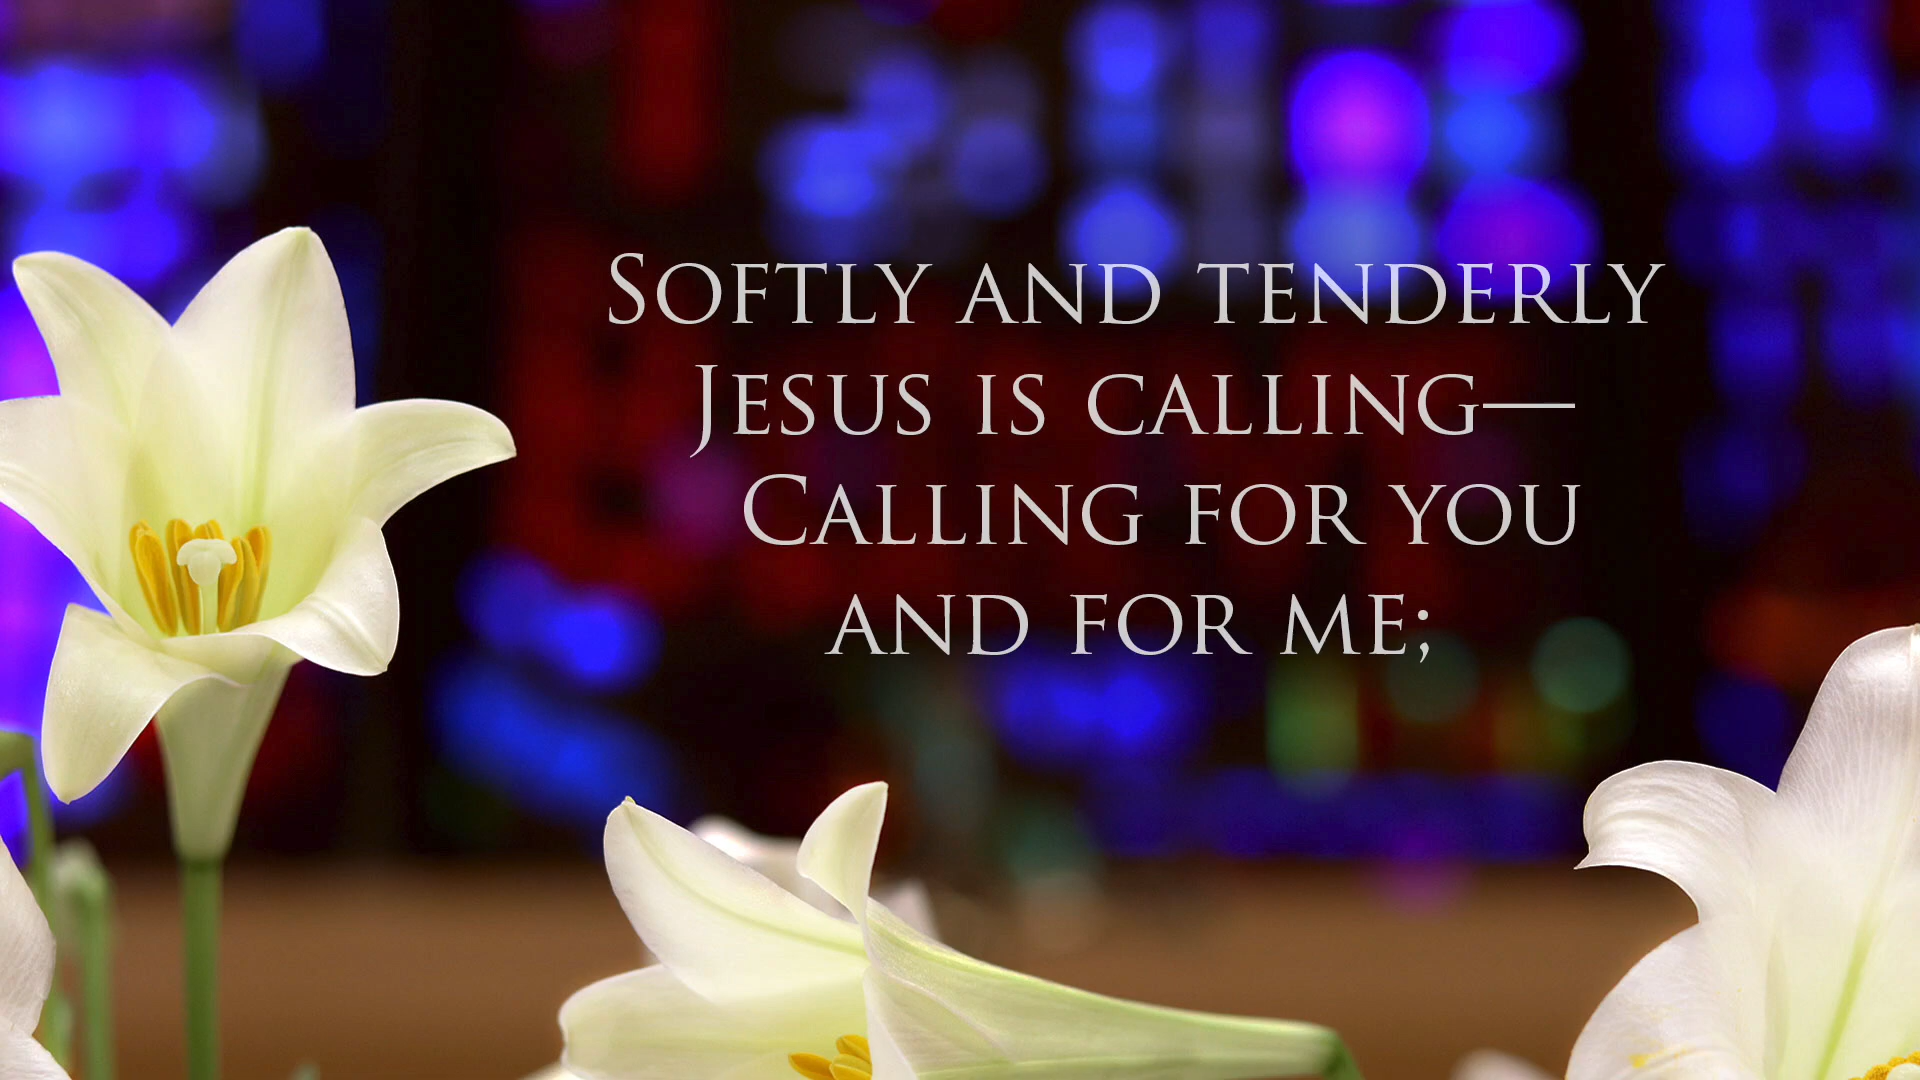 Softly and tenderly
Jesus is calling—
Calling for you
and for me;